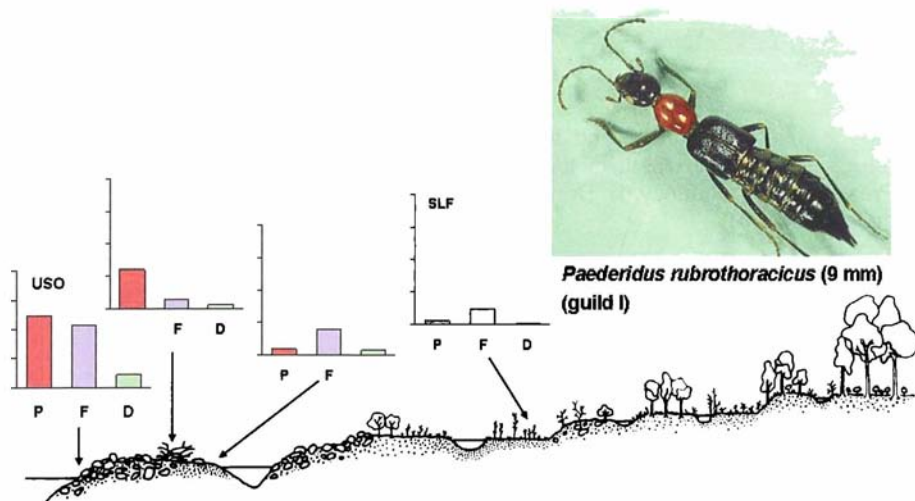 SLF
USO
Paederidus rubrothoracicus (9 mm)
(guild I)
F D
P F D
P F
P F D